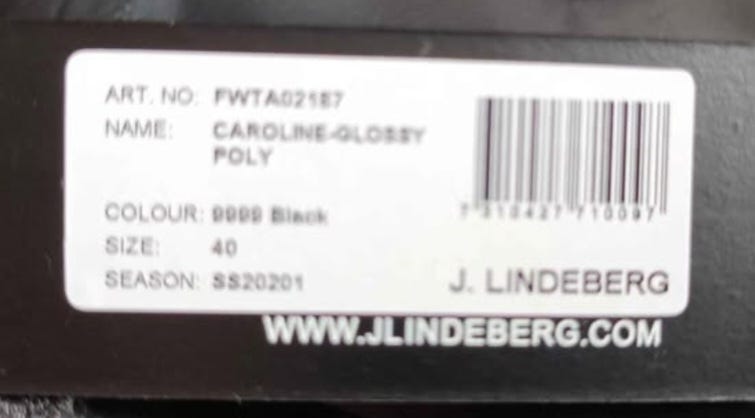 ART. NO: FWTA02187
NAME: CAROLINE-GLOSSY
POLY
COLOUR: 9999 Black
SIZE: 40
SEASON: SS20201
J. LINDEBERG
WWW.JLINDEBERG.COM